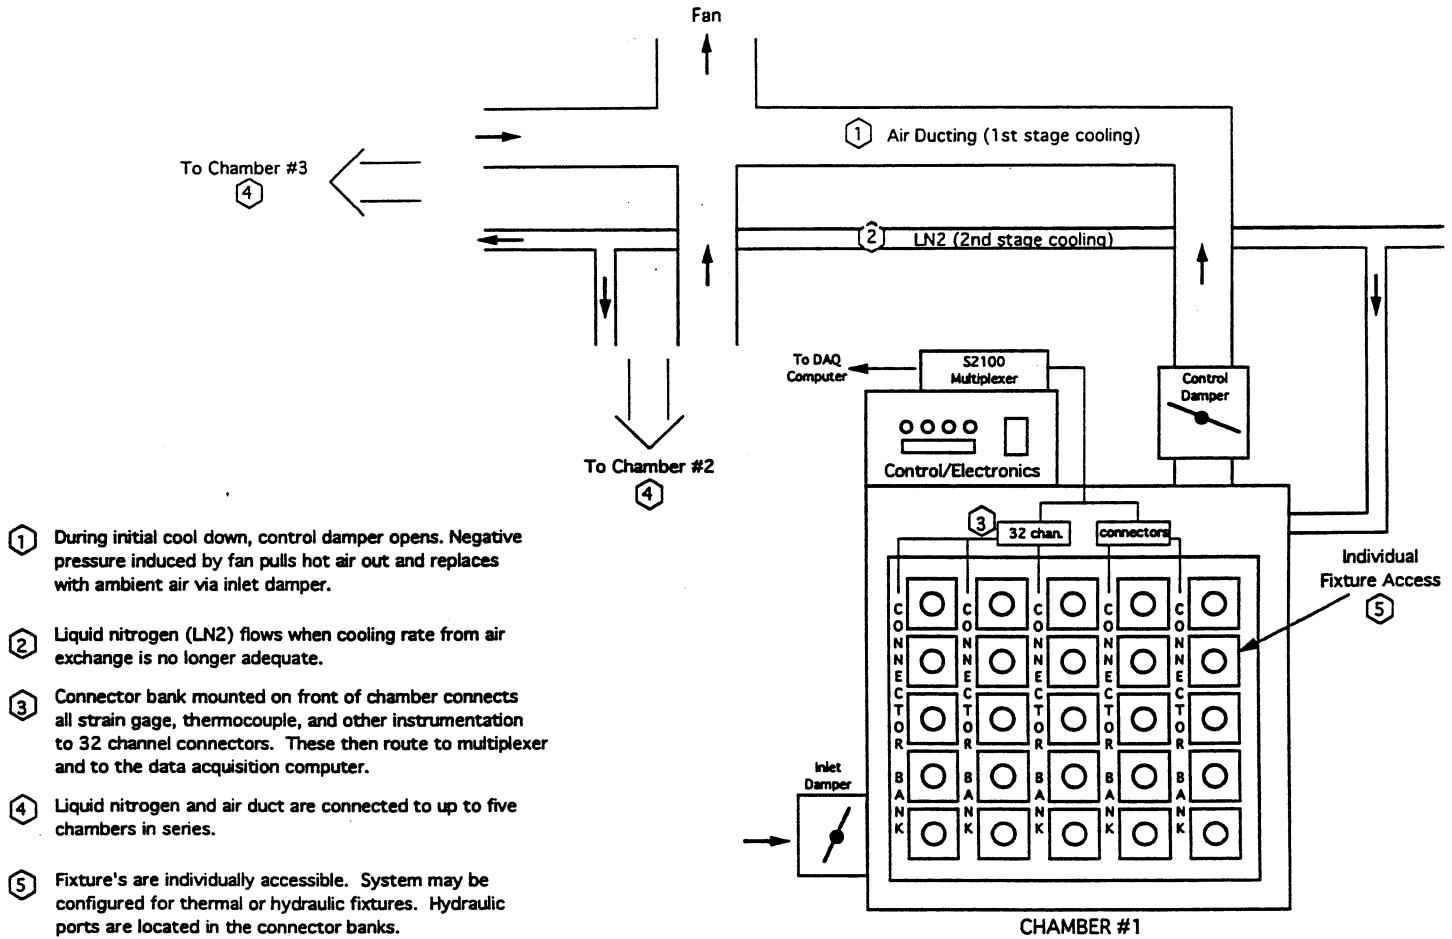 Fan
1 Air Ducting (1st stage cooling)
To Chamber #3
4
2 LN2 (2nd stage cooling)
To DAQ
Computer
S2100
Multiplexer
Control
Damper
Control/Electronics
To Chamber #2
4
3 32 chan.
connectors
Individual
Fixture Access
5
CONNECTOR BANK
CONNECTOR BANK
CONNECTOR BANK
CONNECTOR BANK
CONNECTOR BANK
Inlet
Damper
CHAMBER #1
1 During initial cool down, control damper opens. Negative
pressure induced by fan pulls hot air out and replaces
with ambient air via inlet damper.
2 Liquid nitrogen (LN2) flows when cooling rate from air
exchange is no longer adequate.
3 Connector bank mounted on front of chamber connects
all strain gage, thermocouple, and other instrumentation
to 32 channel connectors. These then route to multiplexer
and to the data acquisition computer.
4 Liquid nitrogen and air duct are connected to up to five
chambers in series.
5 Fixture's are individually accessible. System may be
configured for thermal or hydraulic fixtures. Hydraulic
ports are located in the connector banks.